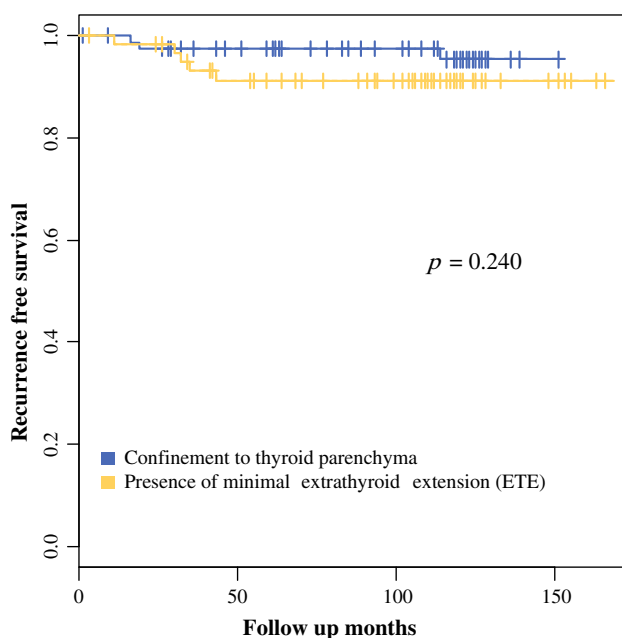 1.0
0.8
0.6
0.4
0.2
0.0
Recurrence free survival
p = 0.240
Confinement to thyroid parenchyma
Presence of minimal extrathyroid extension (ETE)
0 50 100 150
Follow up months